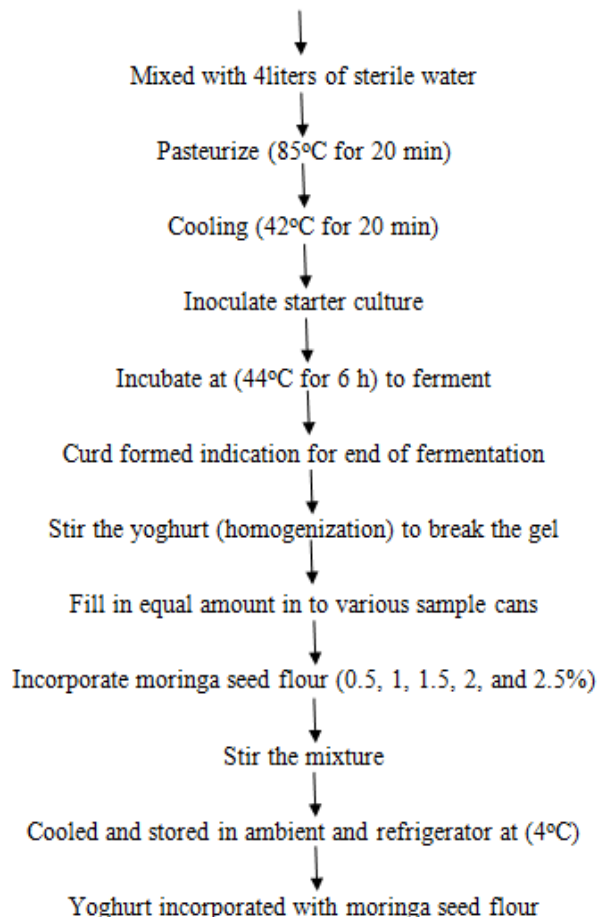 Mixed with 4liters of sterile water
Pasteurize (85°C for 20 min)
Cooling (42°C for 20 min)
Inoculate starter culture
Incubate at (44°C for 6 h) to ferment
Curd formed indication for end of fermentation
Stir the yoghurt (homogenization) to break the gel
Fill in equal amount in to various sample cans
Incorporate moringa seed flour (0.5, 1, 1.5, 2, and 2.5%)
Stir the mixture
Cooled and stored in ambient and refrigerator at (4°C)
Yoghurt incorporated with moringa seed flour